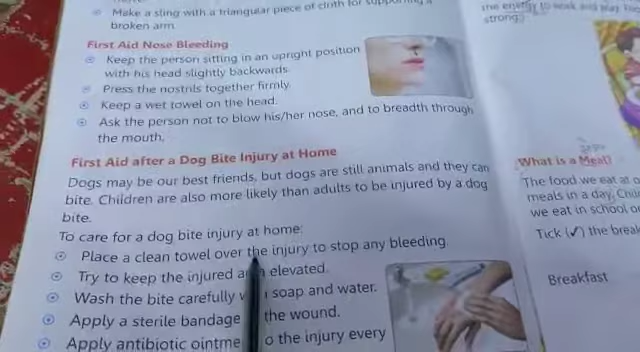 Make a sling with a triangular piece of cloth for supporting a
broken arm.
First Aid Nose Bleeding
Keep the person sitting in an upright position
with his head slightly backwards.
Press the nostrils together firmly.
Keep a wet towel on the head.
Ask the person not to blow his/her nose, and to breadth through
the mouth.
First Aid after a Dog Bite Injury at Home
Dogs may be our best friends, but dogs are still animals and they can
bite. Children are also more likely than adults to be injured by a dog
bite.
To care for a dog bite injury at home:
Place a clean towel over the injury to stop any bleeding.
Try to keep the injured elevated.
Wash the bite carefully soap and water.
Apply a sterile bandage the wound.
Apply antibiotic the injury every
the energy to work and play
strong.)
What is a Meal?
The food we eat at
meals in a day.
we eat in school
Tick (✓) the
Breakfast